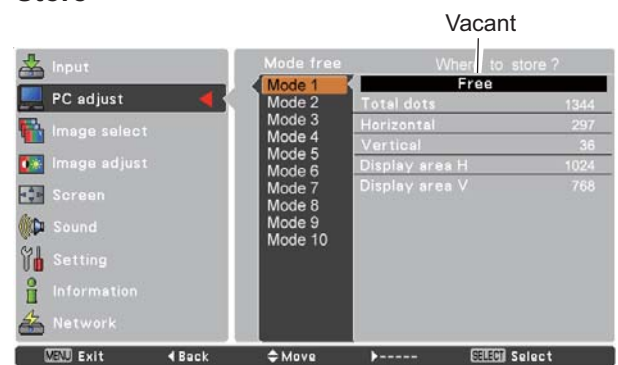 Store
Vacant
Input
PC adjust
Image select
Image adjust
Screen
Sound
Setting
Information
Network
Mode free
Where to store ?
Mode 1
Mode 2
Mode 3
Mode 4
Mode 5
Mode 6
Mode 7
Mode 8
Mode 9
Mode 10
Free
Total dots 1344
Horizontal 297
Vertical 36
Display area H 1024
Display area V 768
MENU Exit
Back
Move
-----
SELECT Select